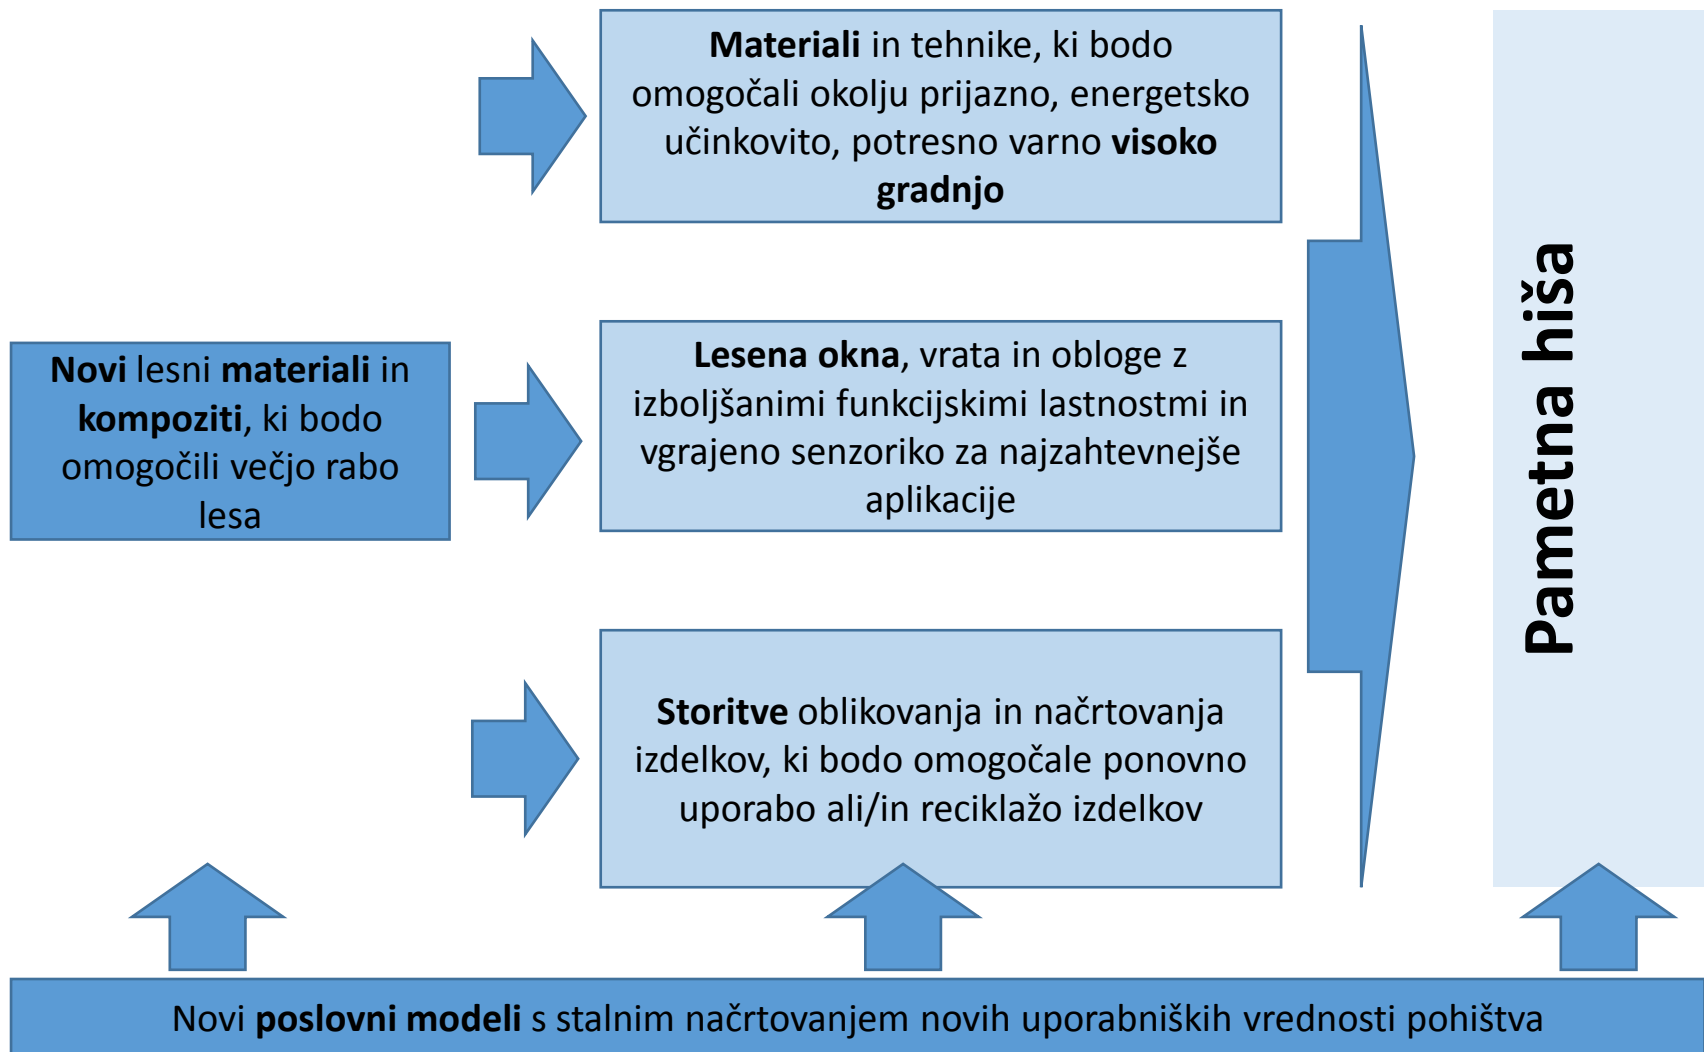 Materiali in tehnike, ki bodo
omogočali okolju prijazno, energetsko
učinkovito, potresno varno visoko
gradnjo
Novi lesni materiali in
kompoziti, ki bodo
omogočili večjo rabo
lesa
Lesena okna, vrata in obloge z
izboljšanimi funkcijskimi lastnostmi in
vgrajeno senzoriko za najzahtevnejše
aplikacije
Storitve oblikovanja in načrtovanja
izdelkov, ki bodo omogočale ponovno
uporabo ali/in reciklažo izdelkov
Pametna hiša
Novi poslovni modeli s stalnim načrtovanjem novih uporabniških vrednosti pohištva